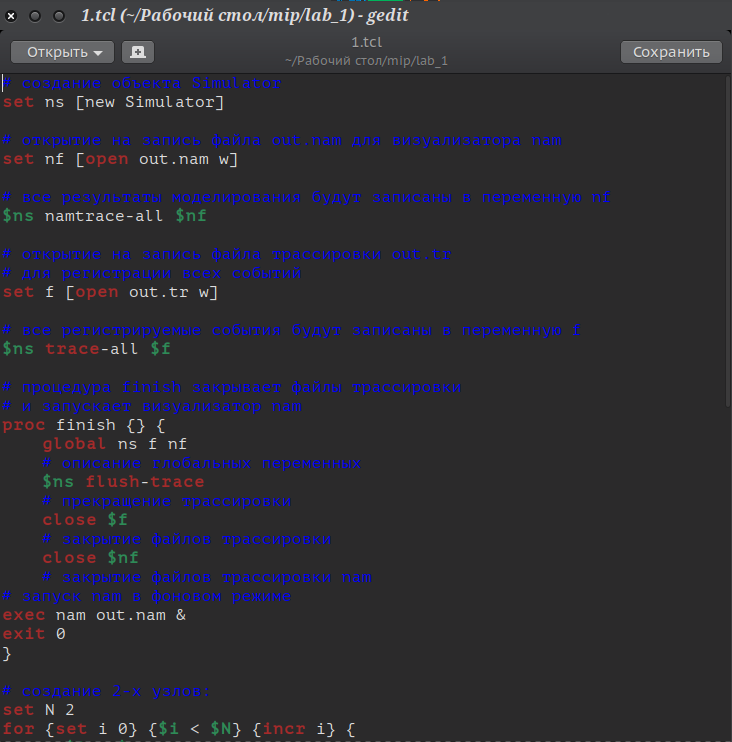 1.tcl (~/Рабочий стол/mip/lab_1) - gedit
Открыть
1.tcl
~/Рабочий стол/mip/lab_1
Сохранить
# создание объекта Simulator
set ns [new Simulator]
# открытие на запись файла out.nam для визуализатора nam
set nf [open out.nam w]
# все результаты моделирования будут записаны в переменную nf
$ns namtrace-all $nf
# открытие на запись файла трассировки out.tr
# для регистрации всех событий
set f [open out.tr w]
# все регистрируемые события будут записаны в переменную f
$ns trace-all $f
# процедура finish закрывает файлы трассировки
# и запускает визуализатор nam
proc finish {} {
    global ns f nf
    # описание глобальных переменных
    $ns flush-trace
    # прекращение трассировки
    close $f
    # закрытие файлов трассировки
    close $nf
    # закрытие файлов трассировки nam
# запуск nam в фоновом режиме
exec nam out.nam &
exit 0
}
# создание 2-х узлов:
set N 2
for {set i 0} {$i < $N} {incr i} {